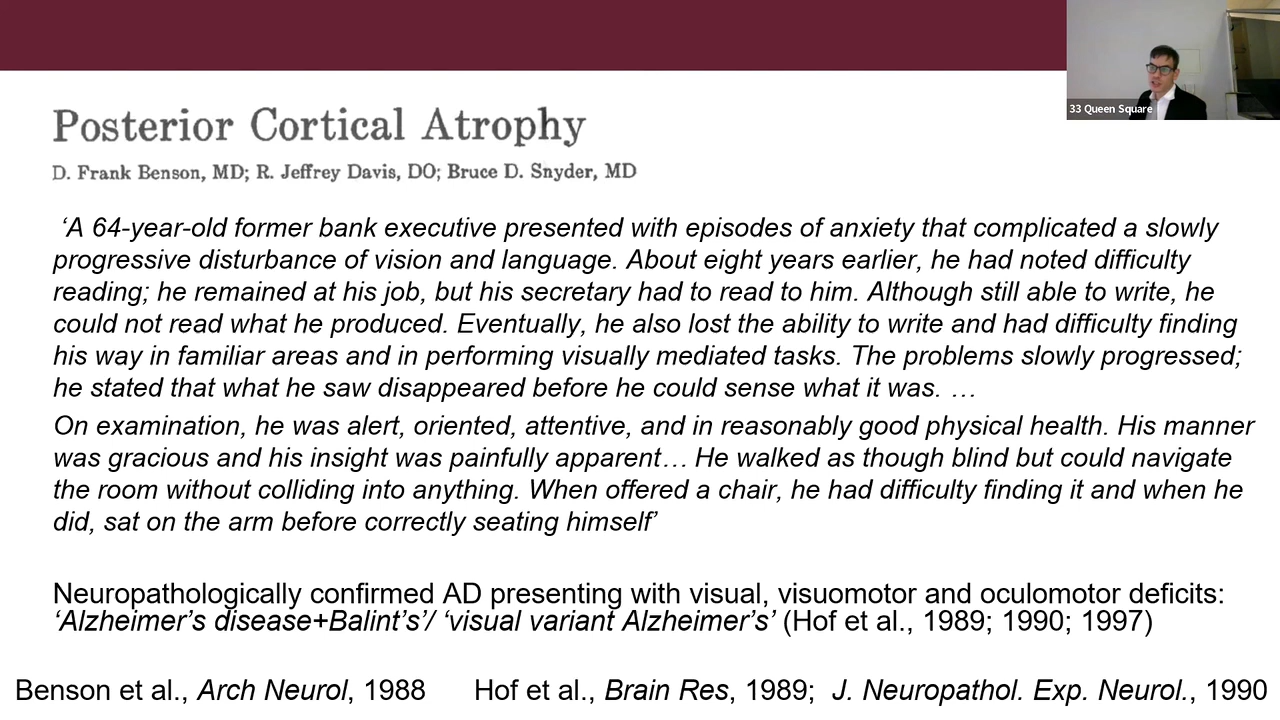 33 Queen Square
Posterior Cortical Atrophy
D. Frank Benson, MD; R. Jeffrey Davis, DO; Bruce D. Snyder, MD
‘A 64-year-old former bank executive presented with episodes of anxiety that complicated a slowly
progressive disturbance of vision and language. About eight years earlier, he had noted difficulty
reading; he remained at his job, but his secretary had to read to him. Although still able to write, he
could not read what he produced. Eventually, he also lost the ability to write and had difficulty finding
his way in familiar areas and in performing visually mediated tasks. The problems slowly progressed;
he stated that what he saw disappeared before he could sense what it was. …
On examination, he was alert, oriented, attentive, and in reasonably good physical health. His manner
was gracious and his insight was painfully apparent… He walked as though blind but could navigate
the room without colliding into anything. When offered a chair, he had difficulty finding it and when he
did, sat on the arm before correctly seating himself’
Neuropathologically confirmed AD presenting with visual, visuomotor and oculomotor deficits:
‘Alzheimer’s disease+Balint’s’/ ‘visual variant Alzheimer’s’ (Hof et al., 1989; 1990; 1997)
Benson et al., Arch Neurol, 1988 Hof et al., Brain Res, 1989; J. Neuropathol. Exp. Neurol., 1990